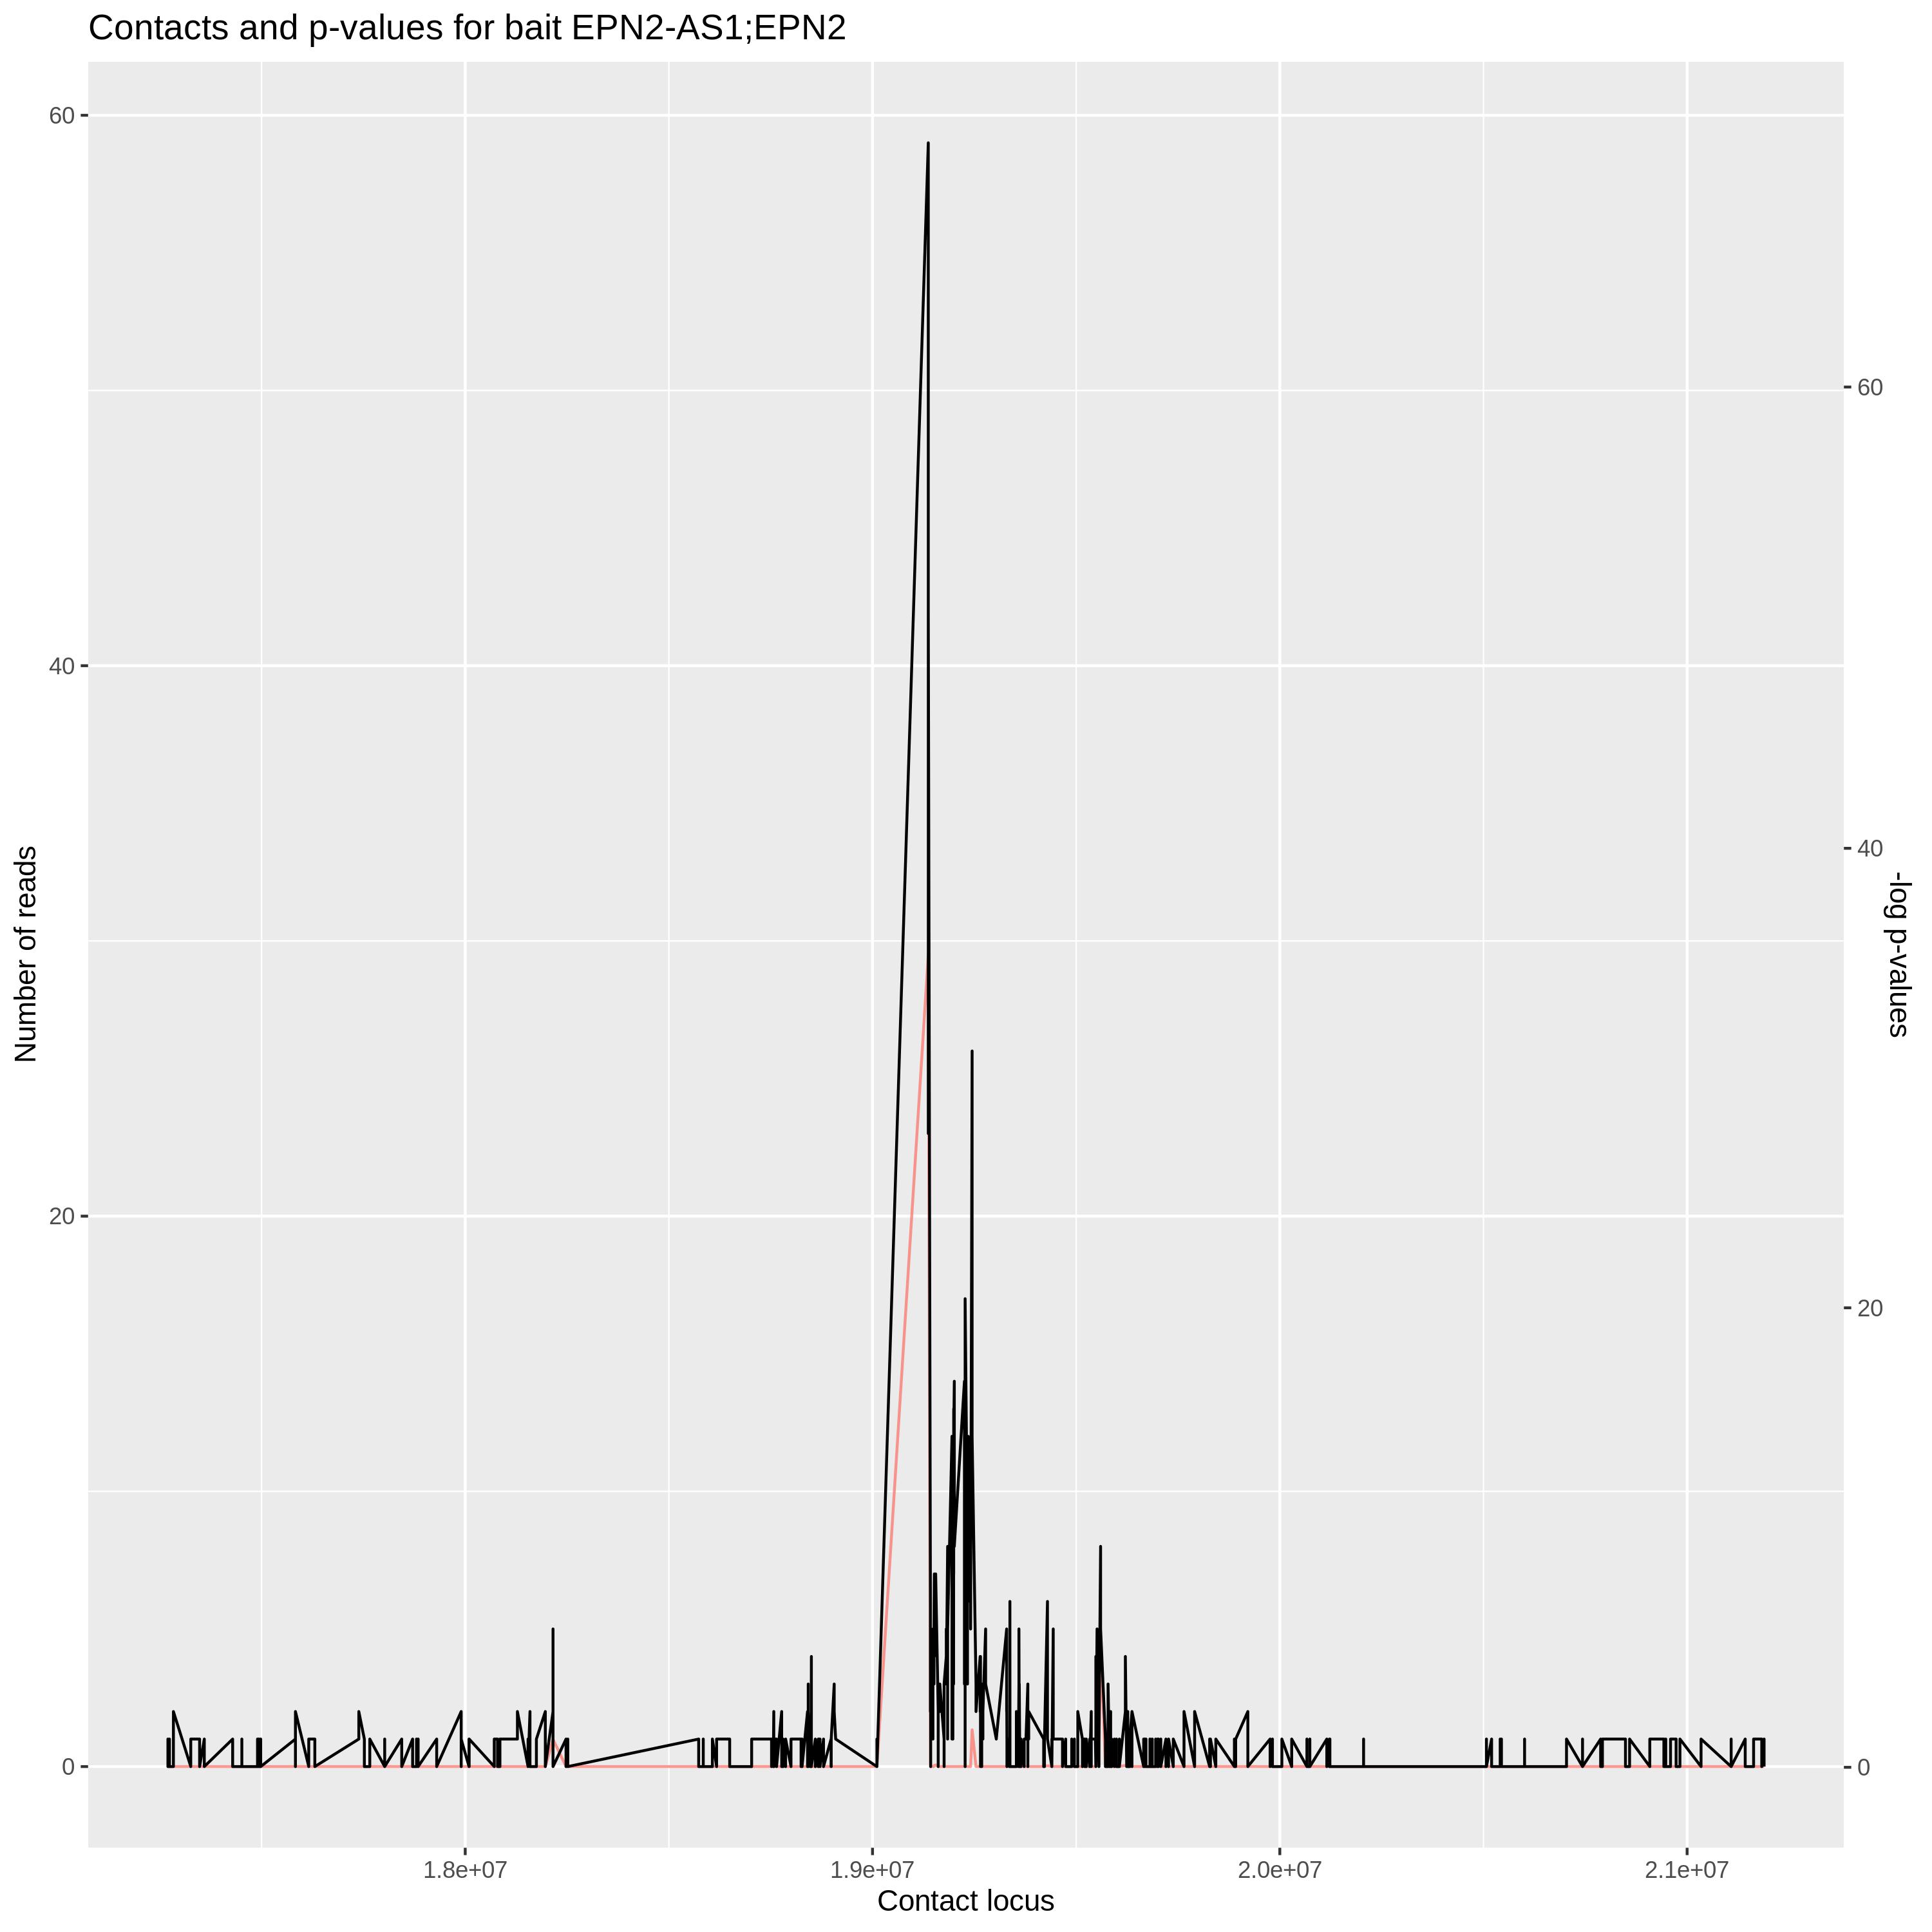 Contacts and p-values for bait EPN2-AS1;EPN2
60
40
20
0
Number of reads
60
40
20
0
-log p-values
1.8e+07
1.9e+07
2.0e+07
2.1e+07
Contact locus